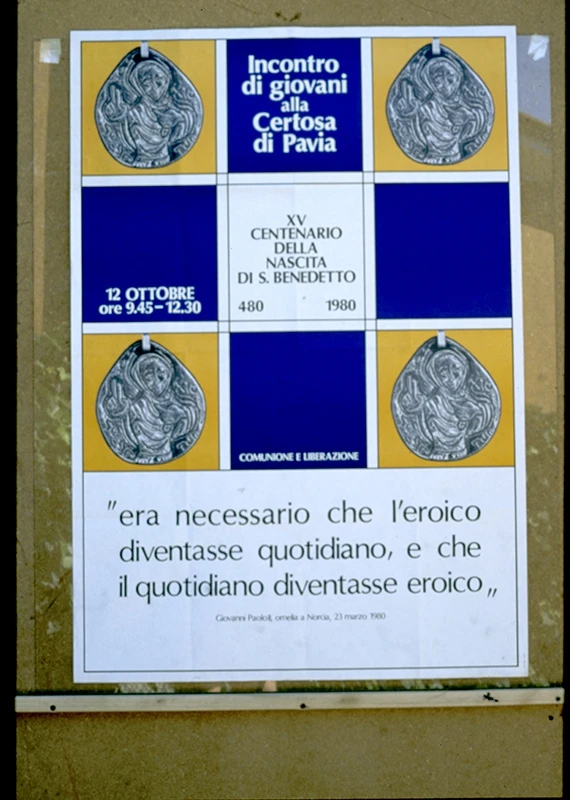 Incontro
di giovani
alla
Certosa
di Pavia
XV
CENTENARIO
DELLA
NASCITA
DI S. BENEDETTO
480 1980
12 OTTOBRE
ore 9.45-12.30
COMUNIONE E LIBERAZIONE
"era necessario che l'eroico
diventasse quotidiano, e che
il quotidiano diventasse eroico„
Giovanni Paolo II, omelia a Norcia, 23 marzo 1980